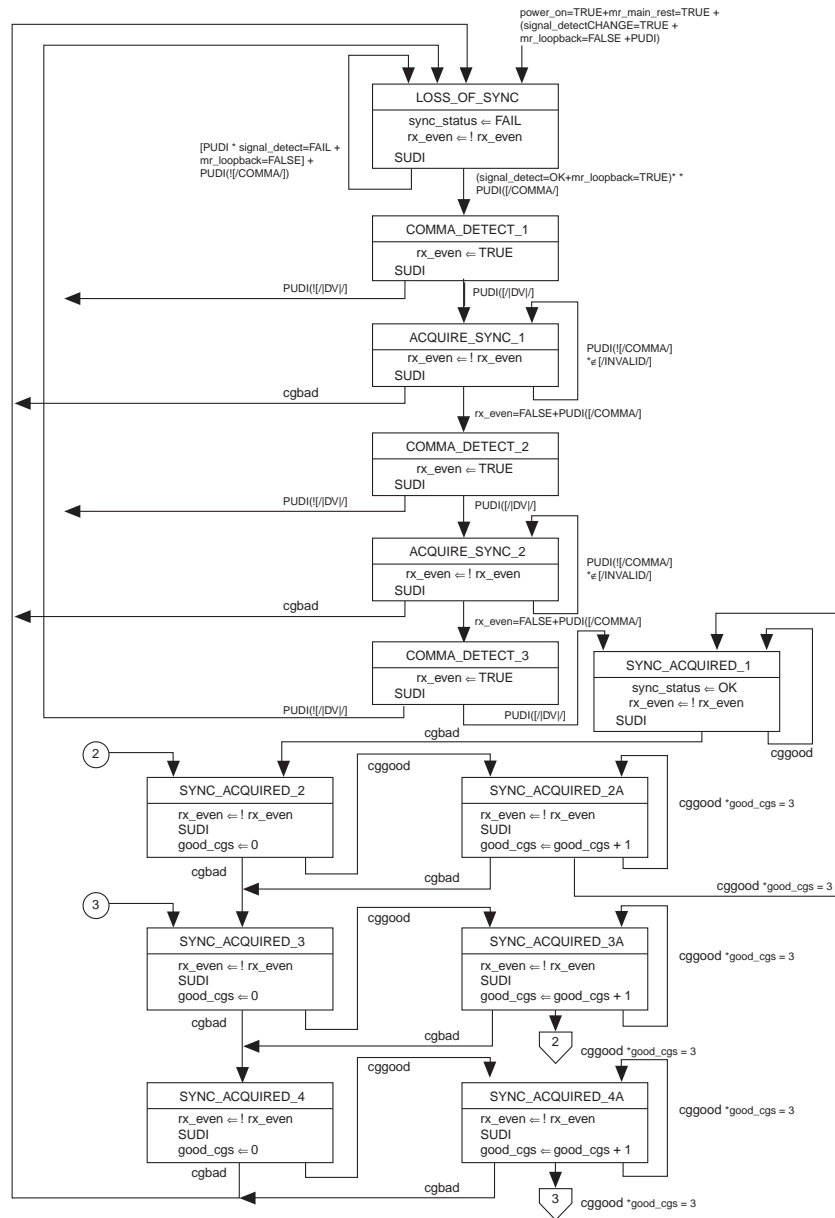 power_on=TRUE+mr_main_rest=TRUE +
(signal_detectCHANGE=TRUE +
mr_loopback=FALSE +PUDI)
LOSS_OF_SYNC
sync_status ⇐ FAIL
rx_even ⇐ ! rx_even
SUDI
[PUDI * signal_detect=FAIL +
mr_loopback=FALSE] +
PUDI(![/COMMA/])
(signal_detect=OK+mr_loopback=TRUE)* *
PUDI([/COMMA/]
COMMA_DETECT_1
rx_even ⇐ TRUE
SUDI
PUDI(![/|DV|/]
PUDI([/|DV|/]
ACQUIRE_SYNC_1
rx_even ⇐ ! rx_even
SUDI
PUDI(![/COMMA/]
*∉[/INVALID/]
cgbad
rx_even=FALSE+PUDI([/COMMA/]
COMMA_DETECT_2
rx_even ⇐ TRUE
SUDI
PUDI(![/|DV|/]
PUDI([/|DV|/]
ACQUIRE_SYNC_2
rx_even ⇐ ! rx_even
SUDI
PUDI(![/COMMA/]
*∉[/INVALID/]
cgbad
rx_even=FALSE+PUDI([/COMMA/]
COMMA_DETECT_3
rx_even ⇐ TRUE
SUDI
PUDI(![/|DV|/]
PUDI([/|DV|/]
SYNC_ACQUIRED_1
sync_status ⇐ OK
rx_even ⇐ ! rx_even
SUDI
cgbad
cggood
2
cggood
SYNC_ACQUIRED_2
rx_even ⇐ ! rx_even
SUDI
good_cgs ⇐ 0
cgbad
SYNC_ACQUIRED_2A
rx_even ⇐ ! rx_even
SUDI
good_cgs ⇐ good_cgs + 1
cggood *good_cgs = 3
cgbad
cggood *good_cgs = 3
3
cggood
SYNC_ACQUIRED_3
rx_even ⇐ ! rx_even
SUDI
good_cgs ⇐ 0
cgbad
SYNC_ACQUIRED_3A
rx_even ⇐ ! rx_even
SUDI
good_cgs ⇐ good_cgs + 1
cggood *good_cgs = 3
cgbad
2
cggood *good_cgs = 3
cggood
SYNC_ACQUIRED_4
rx_even ⇐ ! rx_even
SUDI
good_cgs ⇐ 0
cgbad
SYNC_ACQUIRED_4A
rx_even ⇐ ! rx_even
SUDI
good_cgs ⇐ good_cgs + 1
cggood *good_cgs = 3
cgbad
3
cggood *good_cgs = 3